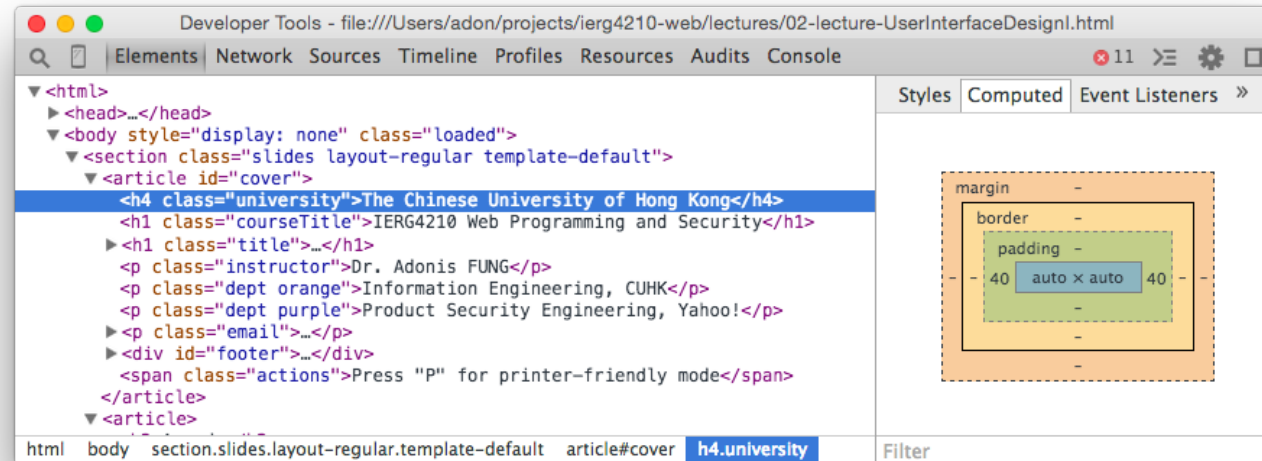 Developer Tools - file:///Users/adon/projects/ierg4210-web/lectures/02-lecture-UserInterfaceDesignI.html
Elements Network Sources Timeline Profiles Resources Audits Console 11
▼<html>
▶<head>…</head>
▼<body style="display: none" class="loaded">
▼<section class="slides layout-regular template-default">
▼<article id="cover">
<h4 class="university">The Chinese University of Hong Kong</h4>
<h1 class="courseTitle">IERG4210 Web Programming and Security</h1>
▶<h1 class="title">…</h1>
<p class="instructor">Dr. Adonis FUNG</p>
<p class="dept orange">Information Engineering, CUHK</p>
<p class="dept purple">Product Security Engineering, Yahoo!</p>
▶<p class="email">…</p>
▶<div id="footer">…</div>
<span class="actions">Press "P" for printer-friendly mode</span>
</article>
▼<article>
html body section.slides.layout-regular.template-default article#cover h4.university
Styles Computed Event Listeners »
margin -
border -
padding -
- - 40 auto × auto 40 - -
-
-
-
Filter